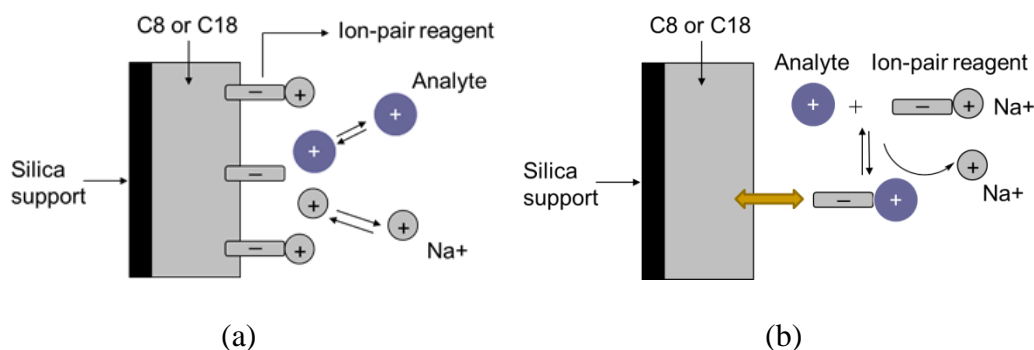 C8 or C18
Ion-pair reagent
Analyte
− +
+
+
−
+
− +
Na+
Silica
support
(a)
C8 or C18
Analyte Ion-pair reagent
+ + − + Na+
+
Na+
− +
Silica
support
(b)